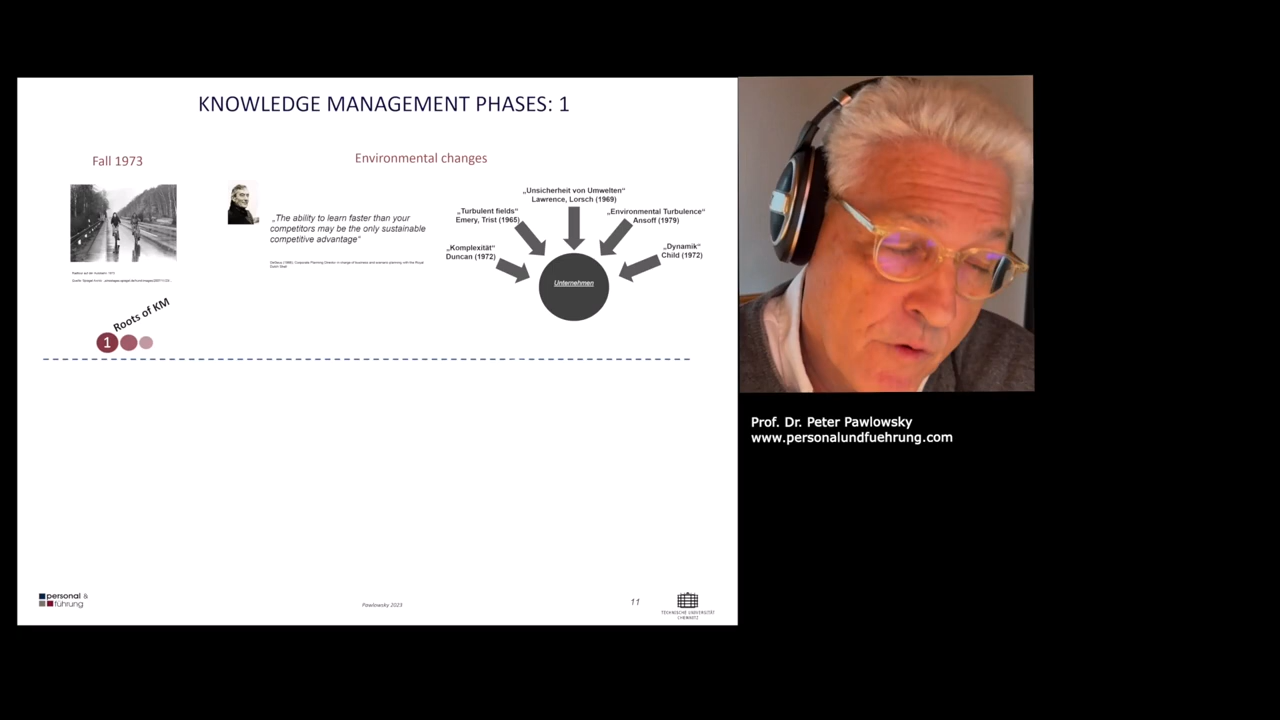 KNOWLEDGE MANAGEMENT PHASES: 1
Fall 1973
Environmental changes
„The ability to learn faster than your
competitors may be the only sustainable
competitive advantage“
„Unsicherheit von Umwelten“
Lawrence, Lorsch (1969)
„Turbulent fields“
Emery, Trist (1965)
„Environmental Turbulence“
Ansoff (1979)
„Komplexität“
Duncan (1972)
„Dynamik“
Child (1972)
Unternehmen
Roots of KM
1
personal &
führung
Pawlowsky 2023
11
TECHNISCHE UNIVERSITÄT
CHEMNITZ
Prof. Dr. Peter Pawlowsky
www.personalundfuehrung.com